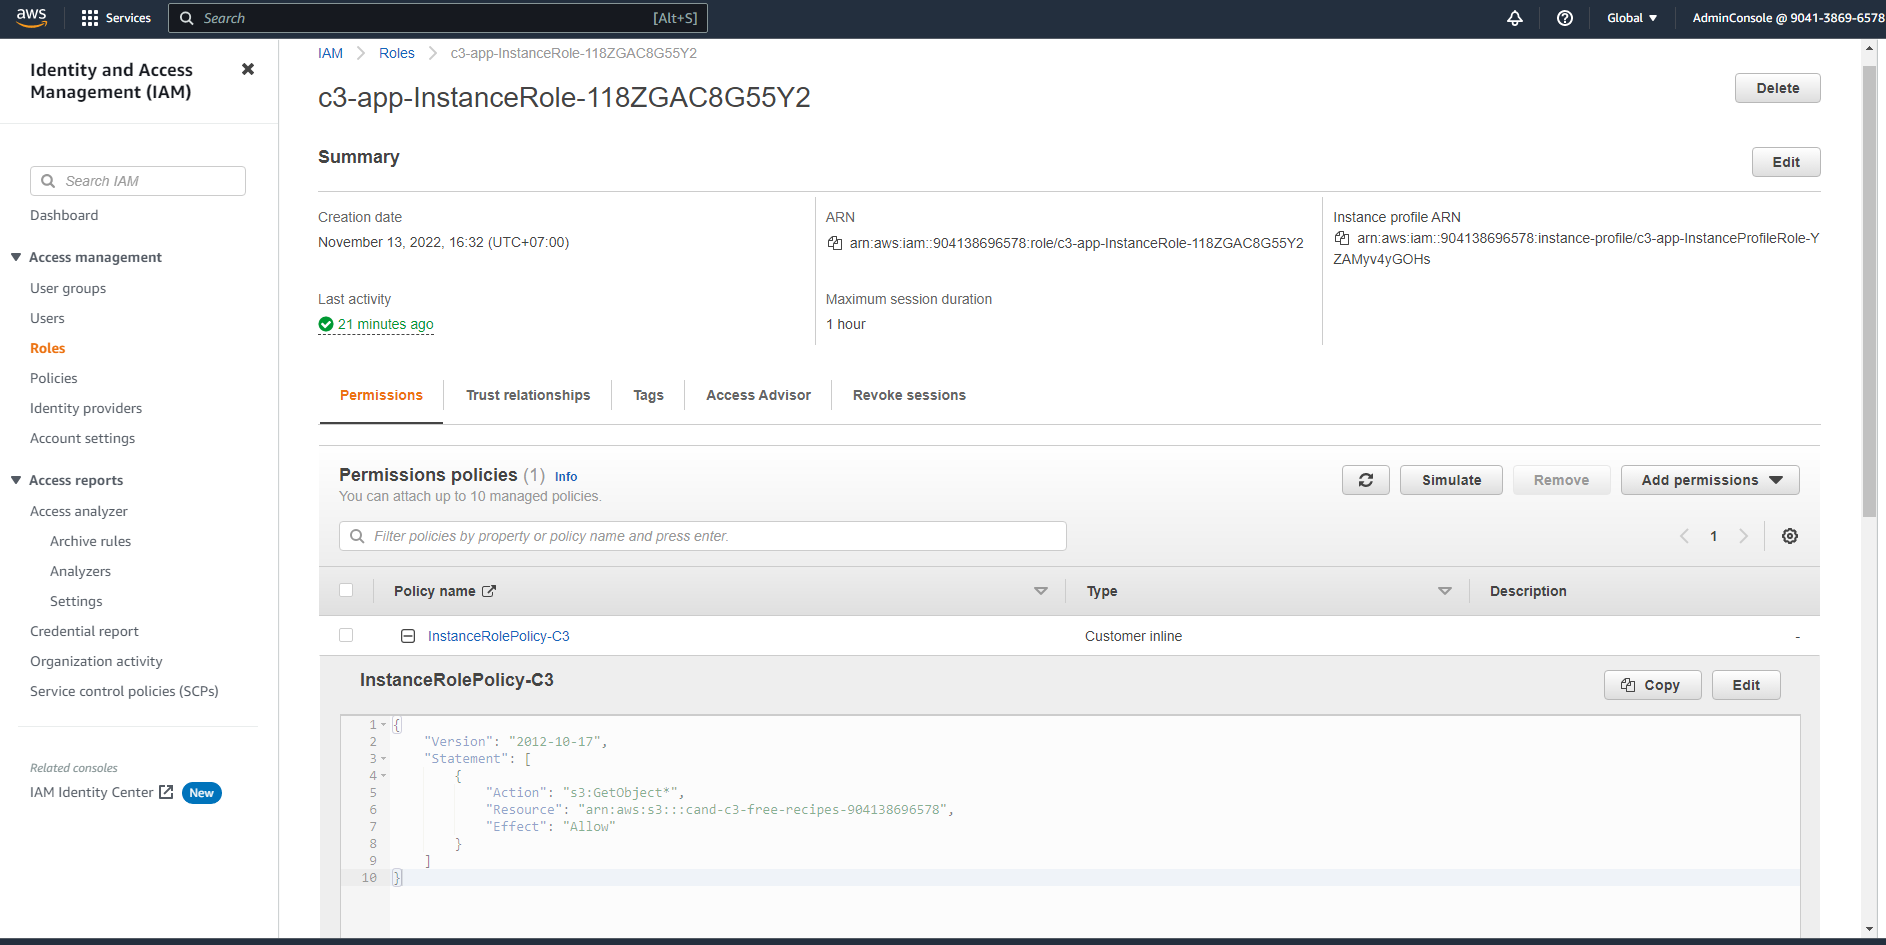 aws
Services
Search
[Alt+S]
Global
AdminConsole @ 9041-3869-6578
Identity and Access Management (IAM)
Search IAM
Dashboard
Access management
User groups
Users
Roles
Policies
Identity providers
Account settings
Access reports
Access analyzer
Archive rules
Analyzers
Settings
Credential report
Organization activity
Service control policies (SCPs)
Related consoles
IAM Identity Center
New
IAM
Roles
c3-app-InstanceRole-118ZGAC8G55Y2
c3-app-InstanceRole-118ZGAC8G55Y2
Delete
Summary
Edit
Creation date
November 13, 2022, 16:32 (UTC+07:00)
ARN
arn:aws:iam::904138696578:role/c3-app-InstanceRole-118ZGAC8G55Y2
Instance profile ARN
arn:aws:iam::904138696578:instance-profile/c3-app-InstanceProfileRole-Y
ZAMyv4yGOHs
Last activity
21 minutes ago
Maximum session duration
1 hour
Permissions
Trust relationships
Tags
Access Advisor
Revoke sessions
Permissions policies (1)
Info
You can attach up to 10 managed policies.
Simulate
Remove
Add permissions
Filter policies by property or policy name and press enter.
1
Policy name
Type
Description
InstanceRolePolicy-C3
Customer inline
-
InstanceRolePolicy-C3
Copy
Edit
1 {
2 "Version": "2012-10-17",
3 "Statement": [
4 {
5 "Action": "s3:GetObject*",
6 "Resource": "arn:aws:s3:::cand-c3-free-recipes-904138696578",
7 "Effect": "Allow"
8 }
9 ]
10 }